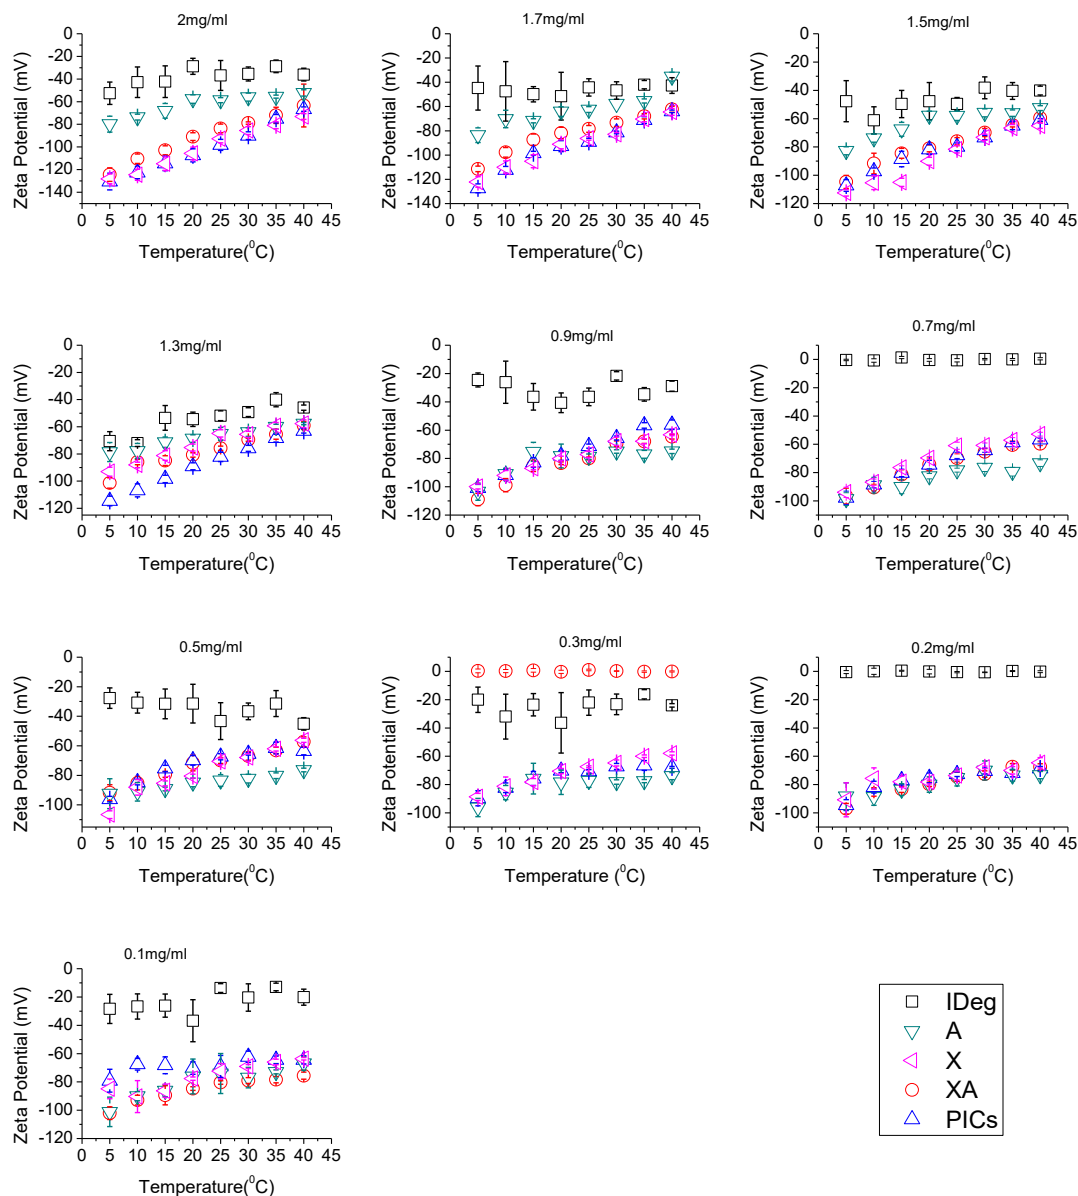 2mg/ml
Zeta Potential (mV)
0
-20
-40
-60
-80
-100
-120
-140
0 5 10 15 20 25 30 35 40 45
Temperature(⁰C)
1.7mg/ml
Zeta Potential (mV)
0
-20
-40
-60
-80
-100
-120
-140
0 5 10 15 20 25 30 35 40 45
Temperature(⁰C)
1.5mg/ml
Zeta Potential (mV)
0
-20
-40
-60
-80
-100
-120
0 5 10 15 20 25 30 35 40 45
Temperature(⁰C)
1.3mg/ml
Zeta Potential (mV)
0
-20
-40
-60
-80
-100
-120
0 5 10 15 20 25 30 35 40 45
Temperature(⁰C)
0.9mg/ml
Zeta Potential (mV)
0
-20
-40
-60
-80
-100
-120
0 5 10 15 20 25 30 35 40 45
Temperature(⁰C)
0.7mg/ml
Zeta Potential (mV)
0
-20
-40
-60
-80
-100
0 5 10 15 20 25 30 35 40 45
Temperature(⁰C)
0.5mg/ml
Zeta Potential (mV)
0
-20
-40
-60
-80
-100
0 5 10 15 20 25 30 35 40 45
Temperature(⁰C)
0.3mg/ml
Zeta Potential (mV)
0
-20
-40
-60
-80
-100
0 5 10 15 20 25 30 35 40 45
Temperature (⁰C)
0.2mg/ml
Zeta Potential (mV)
0
-20
-40
-60
-80
-100
0 5 10 15 20 25 30 35 40 45
Temperature (⁰C)
0.1mg/ml
Zeta Potential (mV)
0
-20
-40
-60
-80
-100
-120
0 5 10 15 20 25 30 35 40 45
Temperature(⁰C)
IDeg
A
X
XA
PICs